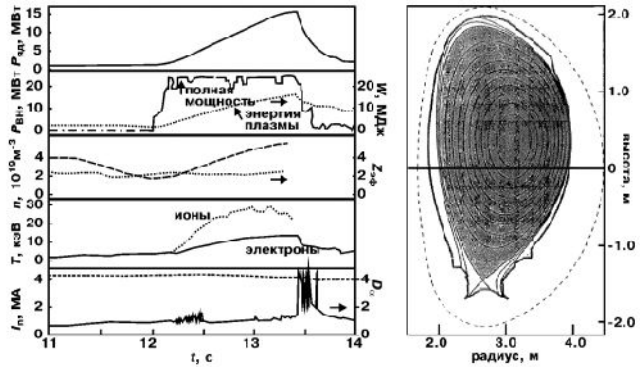 P_зд, МВт
15
10
5
0
P_вн, МВт
20
10
0
полная
мощность
энергия
плазмы
W, МДж
20
10
0
n, 10^19 м^-3
4
2
Z_эф
4
2
T, кэВ
30
20
10
0
ионы
электроны
I_п, МА
4
2
0
D_α
4
2
0
11 12 13 14
t, с
2.0
1.0
0
-1.0
-2.0
высота, м
2.0 3.0 4.0
радиус, м